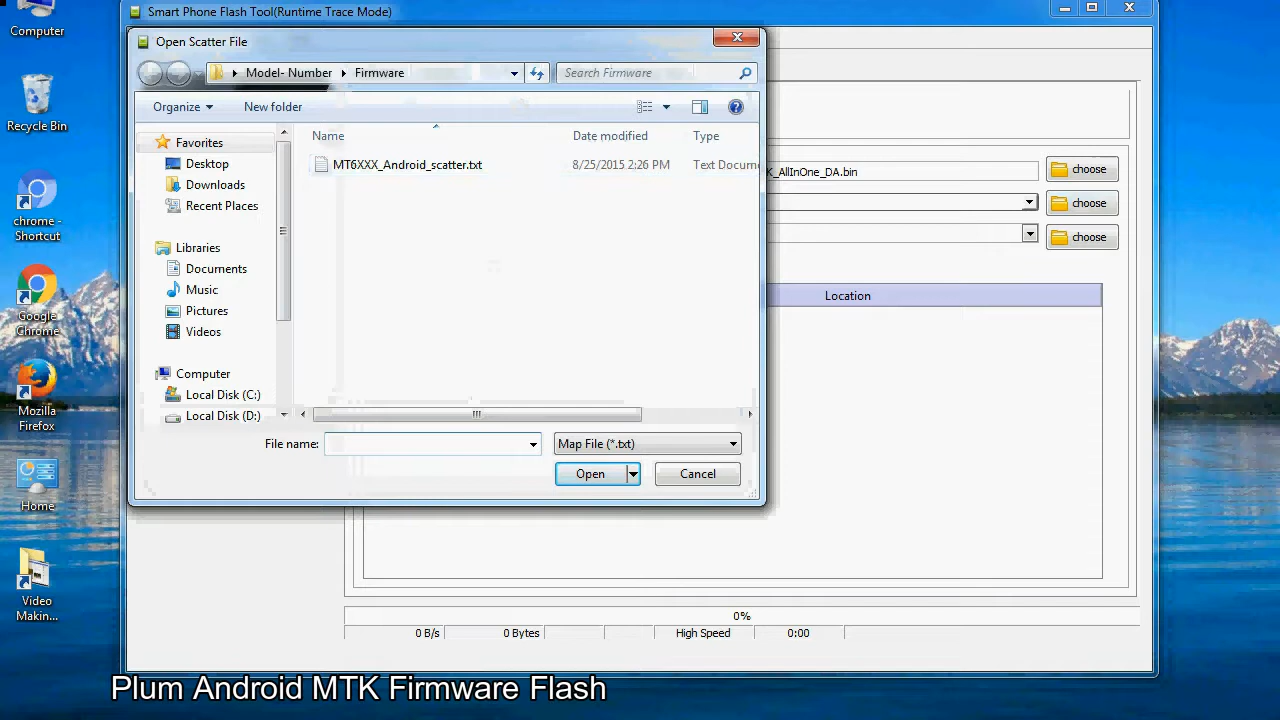 Computer
Recycle Bin
chrome - Shortcut
Google Chrome
Mozilla Firefox
Home
Video Makin...
Smart Phone Flash Tool(Runtime Trace Mode)
Open Scatter File
Model- Number
Firmware
Search Firmware
Organize
New folder
Name
Date modified
Type
MT6XXX_Android_scatter.txt
8/25/2015 2:26 PM
Text Docum
Favorites
Desktop
Downloads
Recent Places
Libraries
Documents
Music
Pictures
Videos
Computer
Local Disk (C:)
Local Disk (D:)
File name:
Map File (*.txt)
Open
Cancel
K_AllInOne_DA.bin
choose
choose
choose
Location
0%
0 B/s
0 Bytes
High Speed
0:00
Plum Android MTK Firmware Flash